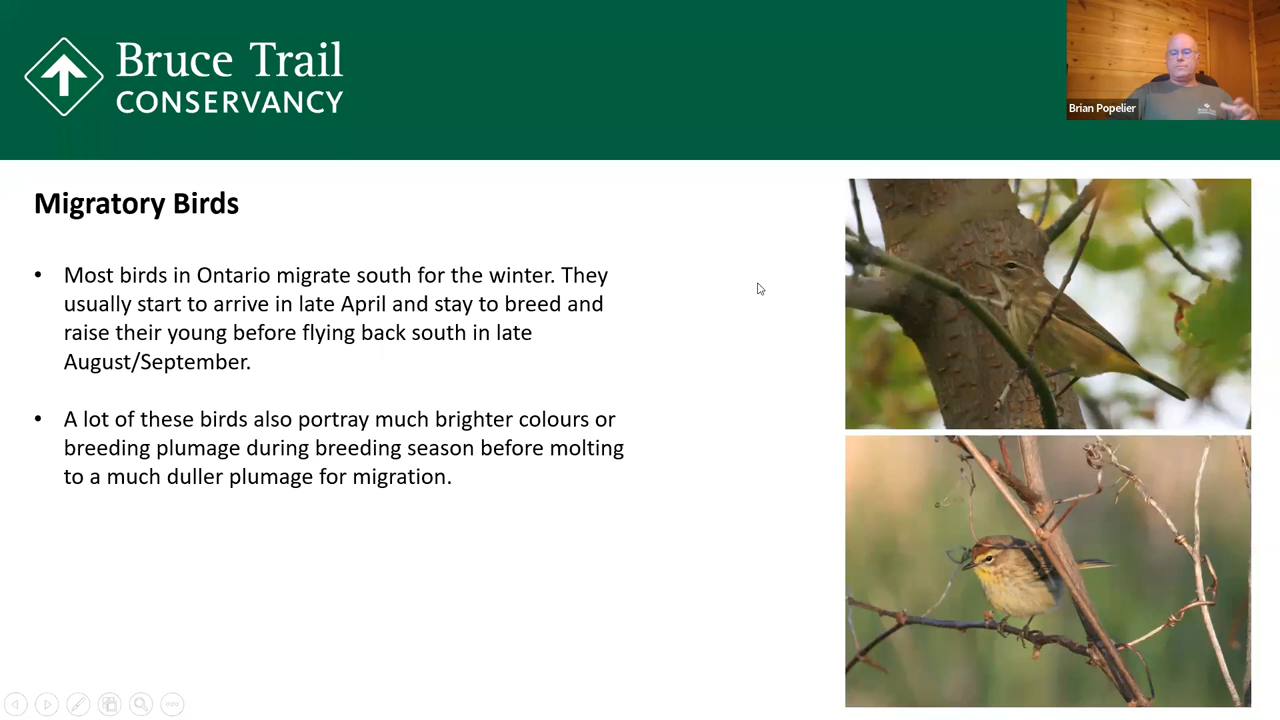 Bruce Trail
CONSERVANCY
Brian Popelier
Migratory Birds
• Most birds in Ontario migrate south for the winter. They
usually start to arrive in late April and stay to breed and
raise their young before flying back south in late
August/September.
• A lot of these birds also portray much brighter colours or
breeding plumage during breeding season before molting
to a much duller plumage for migration.